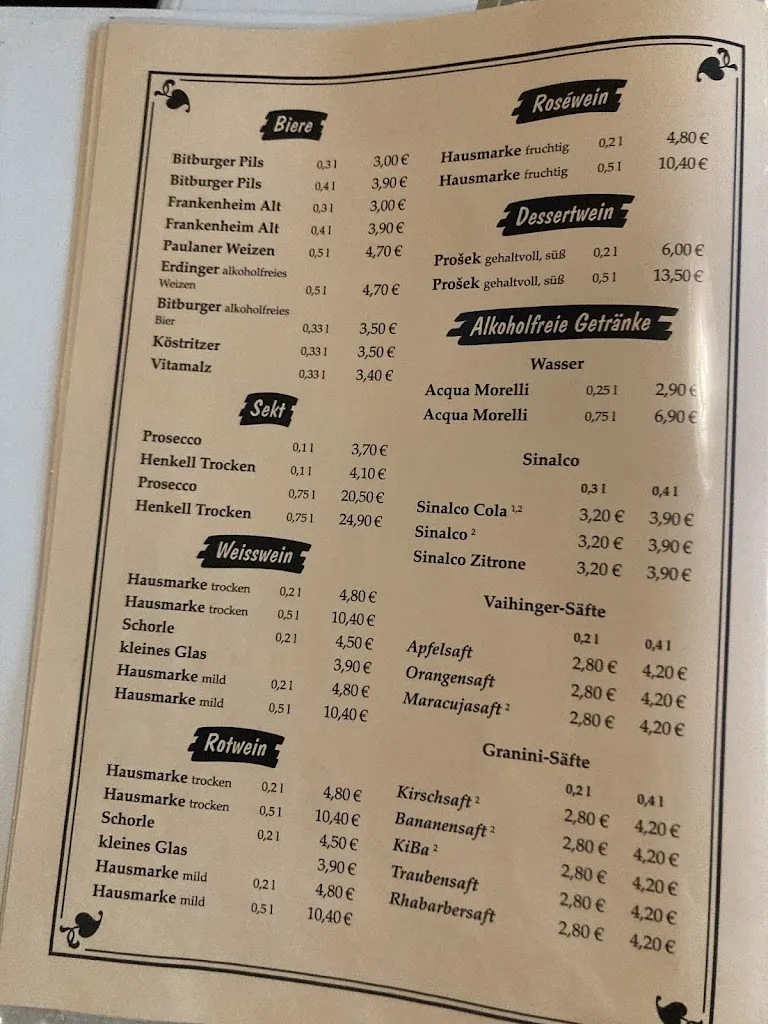 Biere
Bitburger Pils 0,3 l 3,00 €
Bitburger Pils 0,4 l 3,90 €
Frankenheim Alt 0,3 l 3,00 €
Frankenheim Alt 0,4 l 3,90 €
Paulaner Weizen 0,5 l 4,70 €
Erdinger alkoholfreies
Weizen 0,5 l 4,70 €
Bitburger alkoholfreies
Bier 0,33 l 3,50 €
Köstritzer 0,33 l 3,50 €
Vitamalz 0,33 l 3,40 €
Sekt
Prosecco 0,1 l 3,70 €
Henkell Trocken 0,1 l 4,10 €
Prosecco 0,75 l 20,50 €
Henkell Trocken 0,75 l 24,90 €
Weisswein
Hausmarke trocken 0,2 l 4,80 €
Hausmarke trocken 0,5 l 10,40 €
Schorle 0,2 l 4,50 €
kleines Glas 3,90 €
Hausmarke mild 0,2 l 4,80 €
Hausmarke mild 0,5 l 10,40 €
Rotwein
Hausmarke trocken 0,2 l 4,80 €
Hausmarke trocken 0,5 l 10,40 €
Schorle 0,2 l 4,50 €
kleines Glas 3,90 €
Hausmarke mild 0,2 l 4,80 €
Hausmarke mild 0,5 l 10,40 €
Roséwein
Hausmarke fruchtig 0,2 l 4,80 €
Hausmarke fruchtig 0,5 l 10,40 €
Dessertwein
Prošek gehaltvoll, süß 0,2 l 6,00 €
Prošek gehaltvoll, süß 0,5 l 13,50 €
Alkoholfreie Getränke
Wasser
Acqua Morelli 0,25 l 2,90 €
Acqua Morelli 0,75 l 6,90 €
Sinalco
0,3 l 0,4 l
Sinalco Cola 1,2 3,20 € 3,90 €
Sinalco 2 3,20 € 3,90 €
Sinalco Zitrone 3,20 € 3,90 €
Vaihinger-Säfte
0,2 l 0,4 l
Apfelsaft 2,80 € 4,20 €
Orangensaft 2,80 € 4,20 €
Maracujasaft 2 2,80 € 4,20 €
Granini-Säfte
0,2 l 0,4 l
Kirschsaft 2 2,80 € 4,20 €
Bananensaft 2 2,80 € 4,20 €
KiBa 2 2,80 € 4,20 €
Traubensaft 2,80 € 4,20 €
Rhabarbersaft 2,80 € 4,20 €